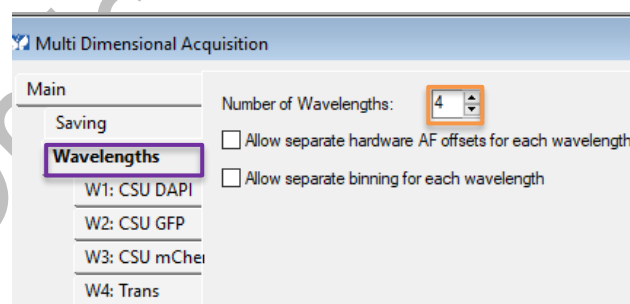 Multi Dimensional Acquisition
Main
Saving
Wavelengths
W1: CSU DAPI
W2: CSU GFP
W3: CSU mCher
W4: Trans
Number of Wavelengths: 4
Allow separate hardware AF offsets for each wavelength
Allow separate binning for each wavelength